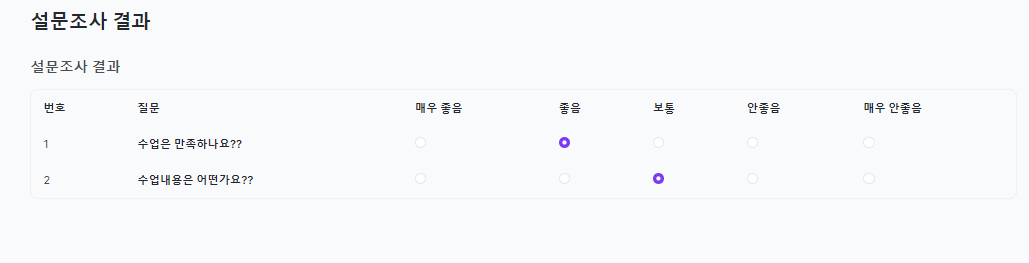 설문조사 결과
설문조사 결과
번호 질문 매우 좋음 좋음 보통 안좋음 매우 안좋음
1 수업은 만족하나요??
2 수업내용은 어떤가요??